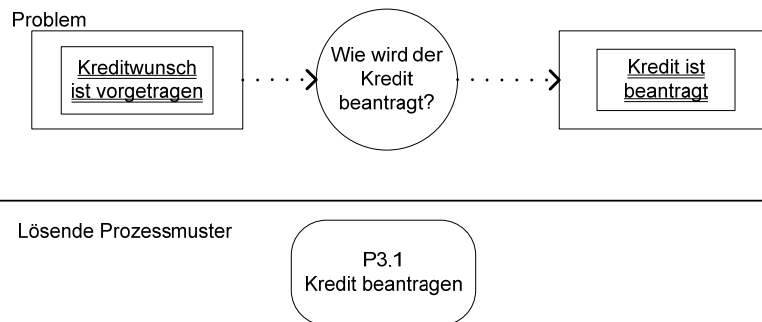 Problem
Kreditwunsch
ist vorgetragen
Wie wird der
Kredit
beantragt?
Kredit ist
beantragt
Lösende Prozessmuster
P3.1
Kredit beantragen